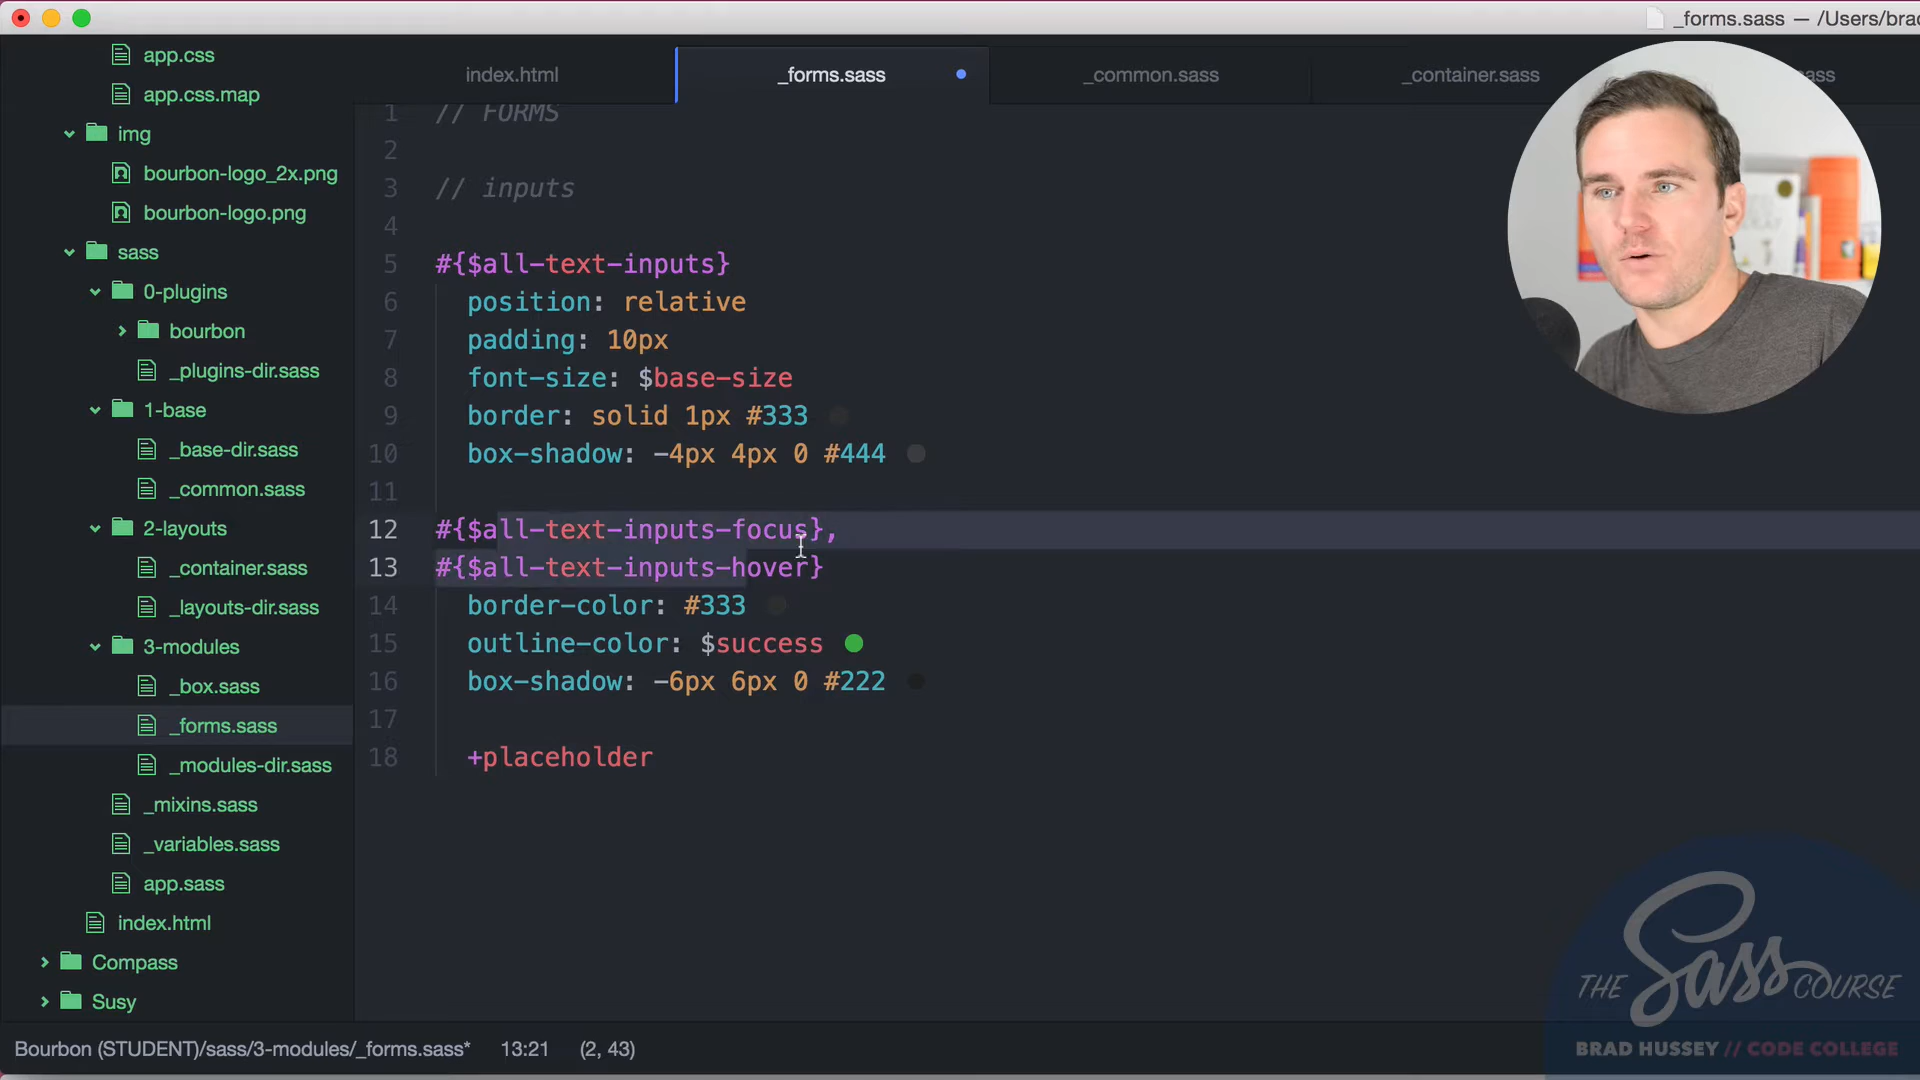 _forms.sass — /Users/brad
app.css
app.css.map
img
bourbon-logo_2x.png
bourbon-logo.png
sass
0-plugins
bourbon
_plugins-dir.sass
1-base
_base-dir.sass
_common.sass
2-layouts
_container.sass
_layouts-dir.sass
3-modules
_box.sass
_forms.sass
_modules-dir.sass
_mixins.sass
_variables.sass
app.sass
index.html
Compass
Susy
index.html
_forms.sass
_common.sass
_container.sass
sass
1 // FORMS
2
3 // inputs
4
5 #{$all-text-inputs}
6 position: relative
7 padding: 10px
8 font-size: $base-size
9 border: solid 1px #333
10 box-shadow: -4px 4px 0 #444
11
12 #{$all-text-inputs-focus},
13 #{$all-text-inputs-hover}
14 border-color: #333
15 outline-color: $success
16 box-shadow: -6px 6px 0 #222
17
18 +placeholder
THE Sass COURSE
BRAD HUSSEY // CODE COLLEGE
Bourbon (STUDENT)/sass/3-modules/_forms.sass* 13:21 (2, 43)